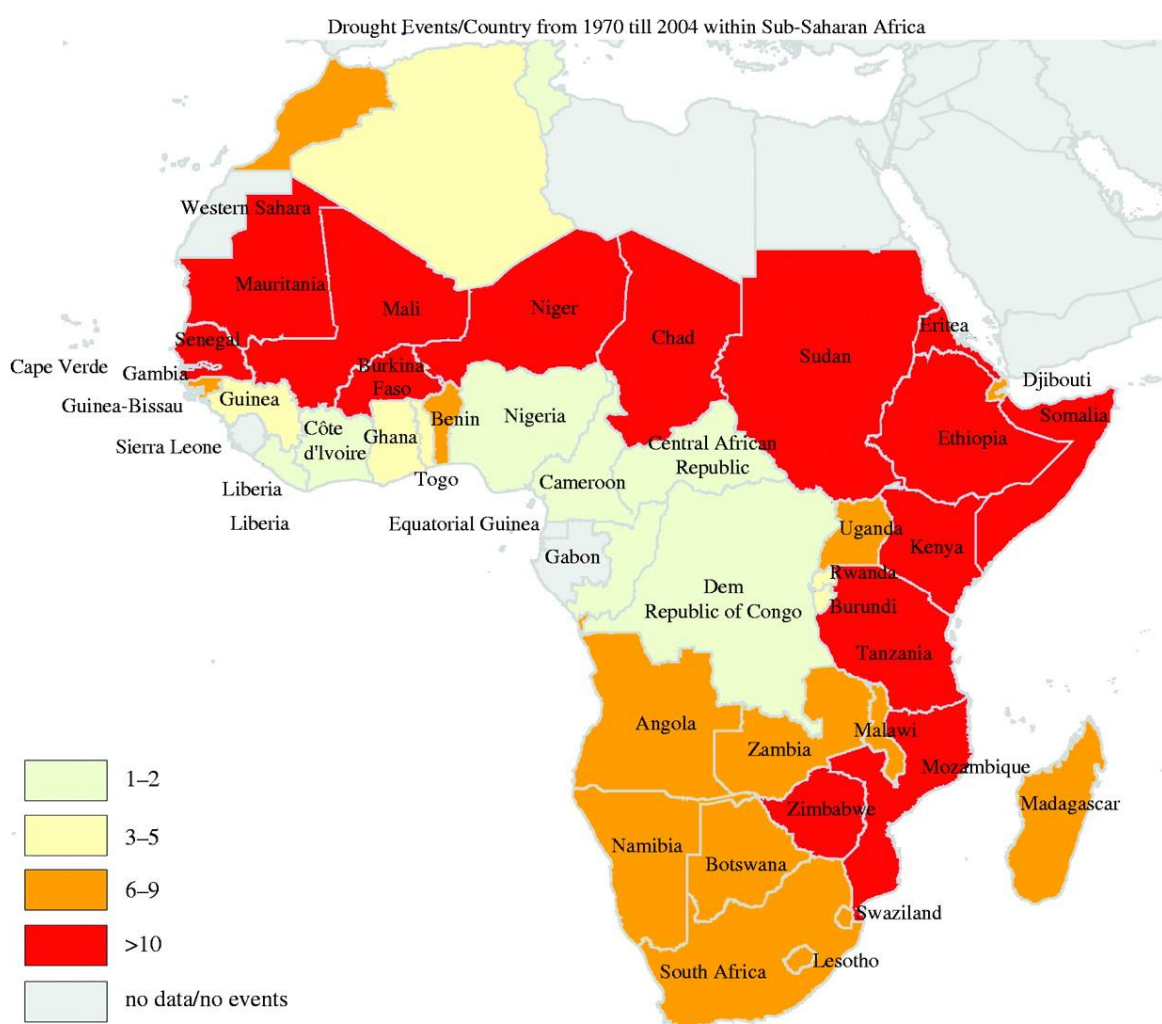 Drought Events/Country from 1970 till 2004 within Sub-Saharan Africa
Western Sahara
Mauritania
Mali
Niger
Chad
Sudan
Eritea
Senegal
Cape Verde
Gambia
Burkina
Faso
Djibouti
Guinea-Bissau
Guinea
Benin
Nigeria
Somalia
Côte
d'Ivoire
Ghana
Ethiopia
Sierra Leone
Central African
Republic
Togo
Cameroon
Liberia
Liberia
Equatorial Guinea
Uganda
Kenya
Gabon
Rwanda
Dem
Republic of Congo
Burundi
Tanzania
Angola
Malawi
Zambia
Mozambique
Madagascar
Zimbabwe
Namibia
Botswana
Swaziland
Lesotho
South Africa
1–2
3–5
6–9
>10
no data/no events